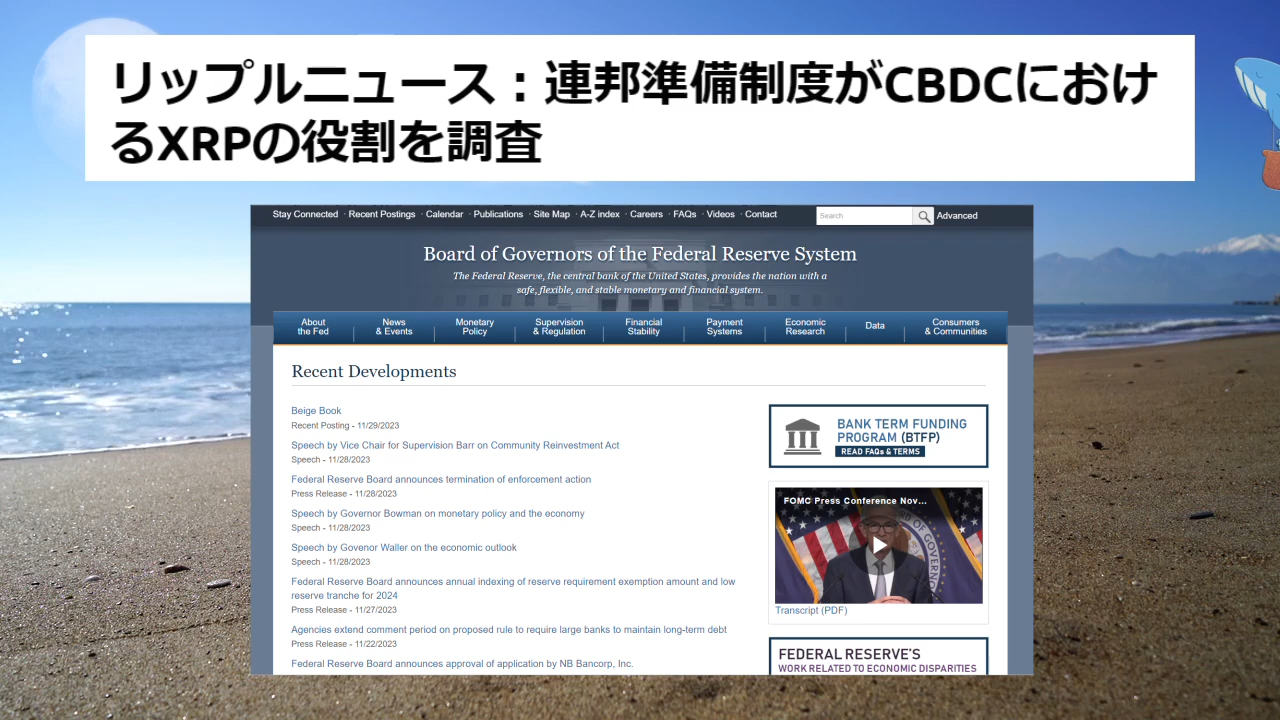 リップルニュース：連邦準備制度がCBDCにおけ
るXRPの役割を調査
Stay Connected · Recent Postings · Calendar · Publications · Site Map · A-Z index · Careers · FAQs · Videos · Contact
Search
Advanced
Board of Governors of the Federal Reserve System
The Federal Reserve, the central bank of the United States, provides the nation with a
safe, flexible, and stable monetary and financial system.
About
the Fed
News
& Events
Monetary
Policy
Supervision
& Regulation
Financial
Stability
Payment
Systems
Economic
Research
Data
Consumers
& Communities
Recent Developments
Beige Book
Recent Posting - 11/29/2023
Speech by Vice Chair for Supervision Barr on Community Reinvestment Act
Speech - 11/28/2023
Federal Reserve Board announces termination of enforcement action
Press Release - 11/28/2023
Speech by Governor Bowman on monetary policy and the economy
Speech - 11/28/2023
Speech by Govenor Waller on the economic outlook
Speech - 11/28/2023
Federal Reserve Board announces annual indexing of reserve requirement exemption amount and low
reserve tranche for 2024
Press Release - 11/27/2023
Agencies extend comment period on proposed rule to require large banks to maintain long-term debt
Press Release - 11/22/2023
Federal Reserve Board announces approval of application by NB Bancorp, Inc.
BANK TERM FUNDING
PROGRAM (BTFP)
READ FAQs & TERMS
FOMC Press Conference Nov...
Transcript (PDF)
FEDERAL RESERVE'S
WORK RELATED TO ECONOMIC DISPARITIES